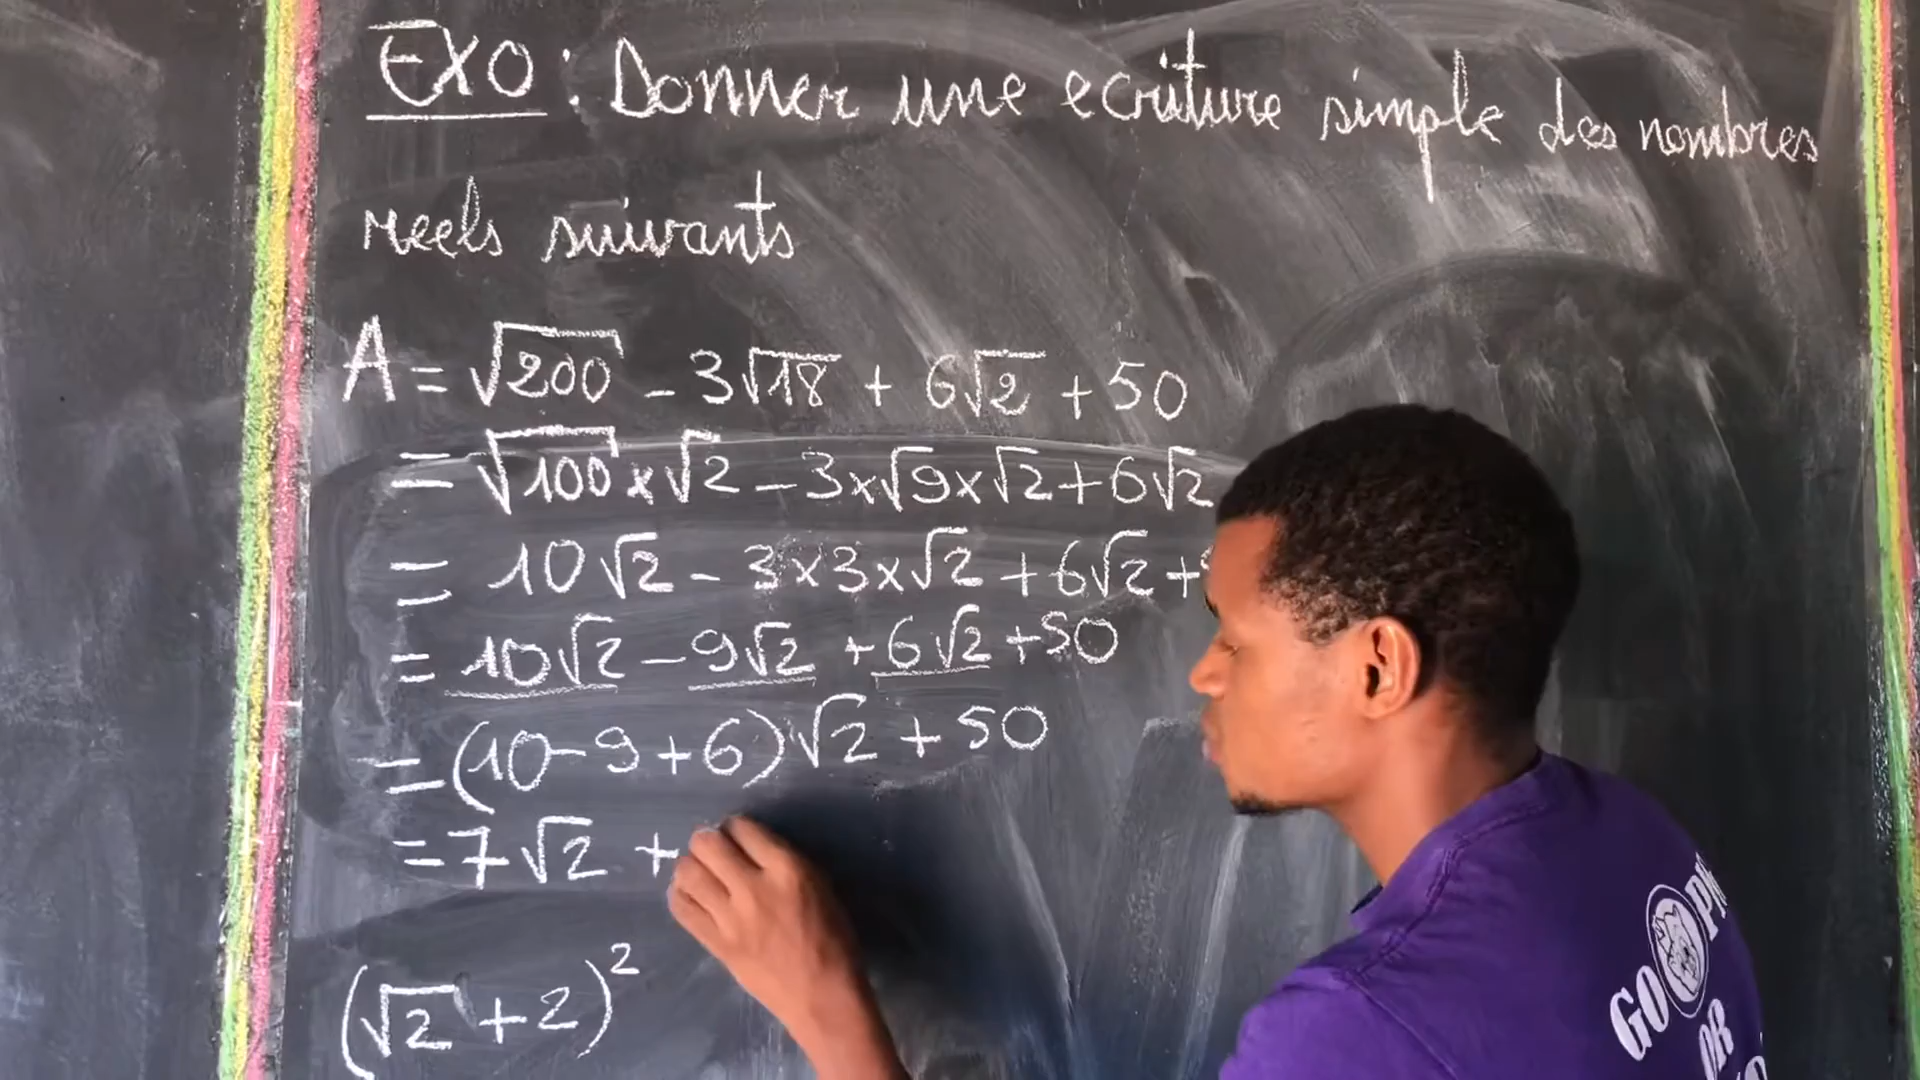 EXO : Donner une ecriture simple des nombres
reels suivants
A = √200 - 3√18 + 6√2 + 50
= √100 × √2 - 3×√9×√2 + 6√2
= 10√2 - 3×3×√2 + 6√2 +
= 10√2 - 9√2 + 6√2 + 50
= (10 - 9 + 6)√2 + 50
= 7√2 +
(√2 + 2)²
GO
OR